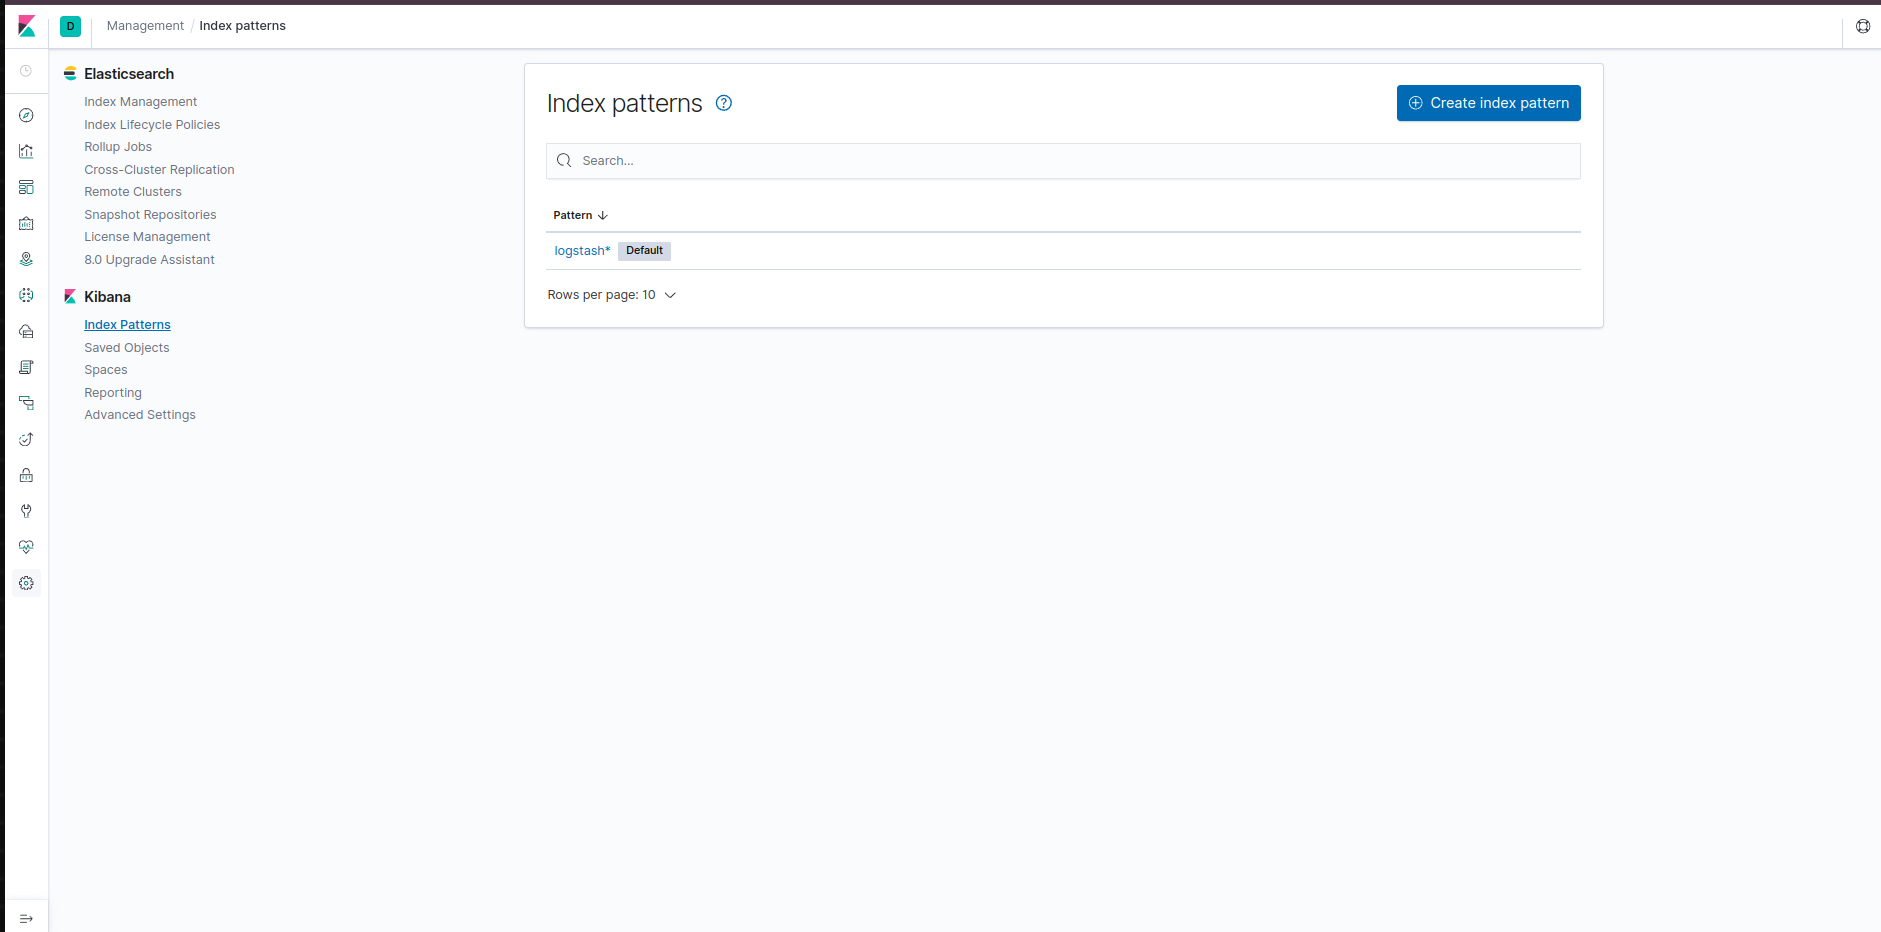 D Management / Index patterns
Elasticsearch
Index Management
Index Lifecycle Policies
Rollup Jobs
Cross-Cluster Replication
Remote Clusters
Snapshot Repositories
License Management
8.0 Upgrade Assistant
Kibana
Index Patterns
Saved Objects
Spaces
Reporting
Advanced Settings
Index patterns ?
Create index pattern
Search...
Pattern
logstash* Default
Rows per page: 10